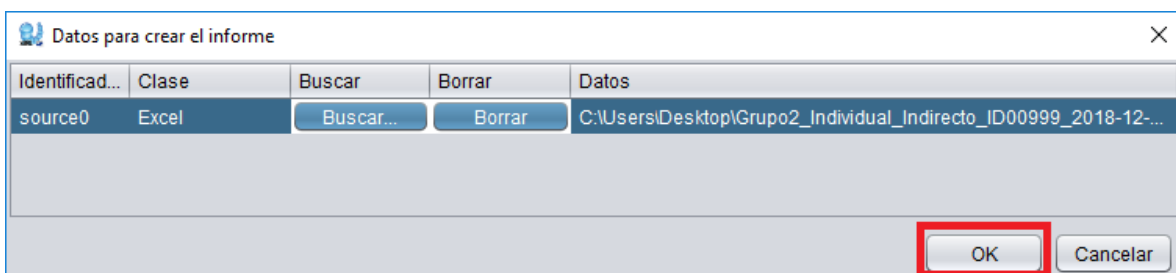 Datos para crear el informe
Identificad... Clase Buscar Borrar Datos
source0 Excel Buscar... Borrar C:\Users\Desktop\Grupo2_Individual_Indirecto_ID00999_2018-12-...
OK Cancelar